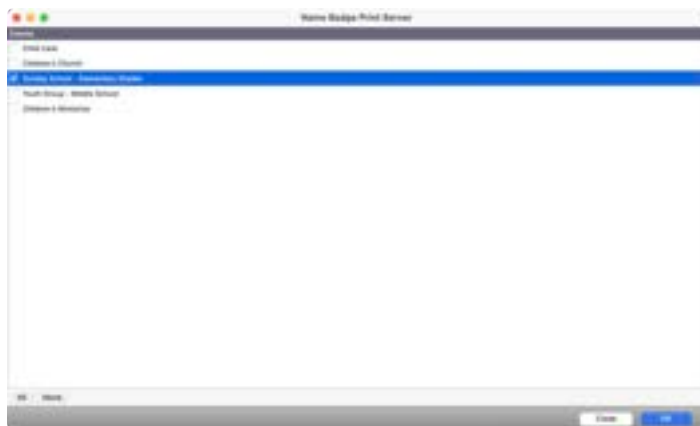 Name Badge Print Server
Events
Child Care
Children's Church
Sunday School - Elementary Grades
Youth Group - Middle School
Children's Workshop
All None
Close OK